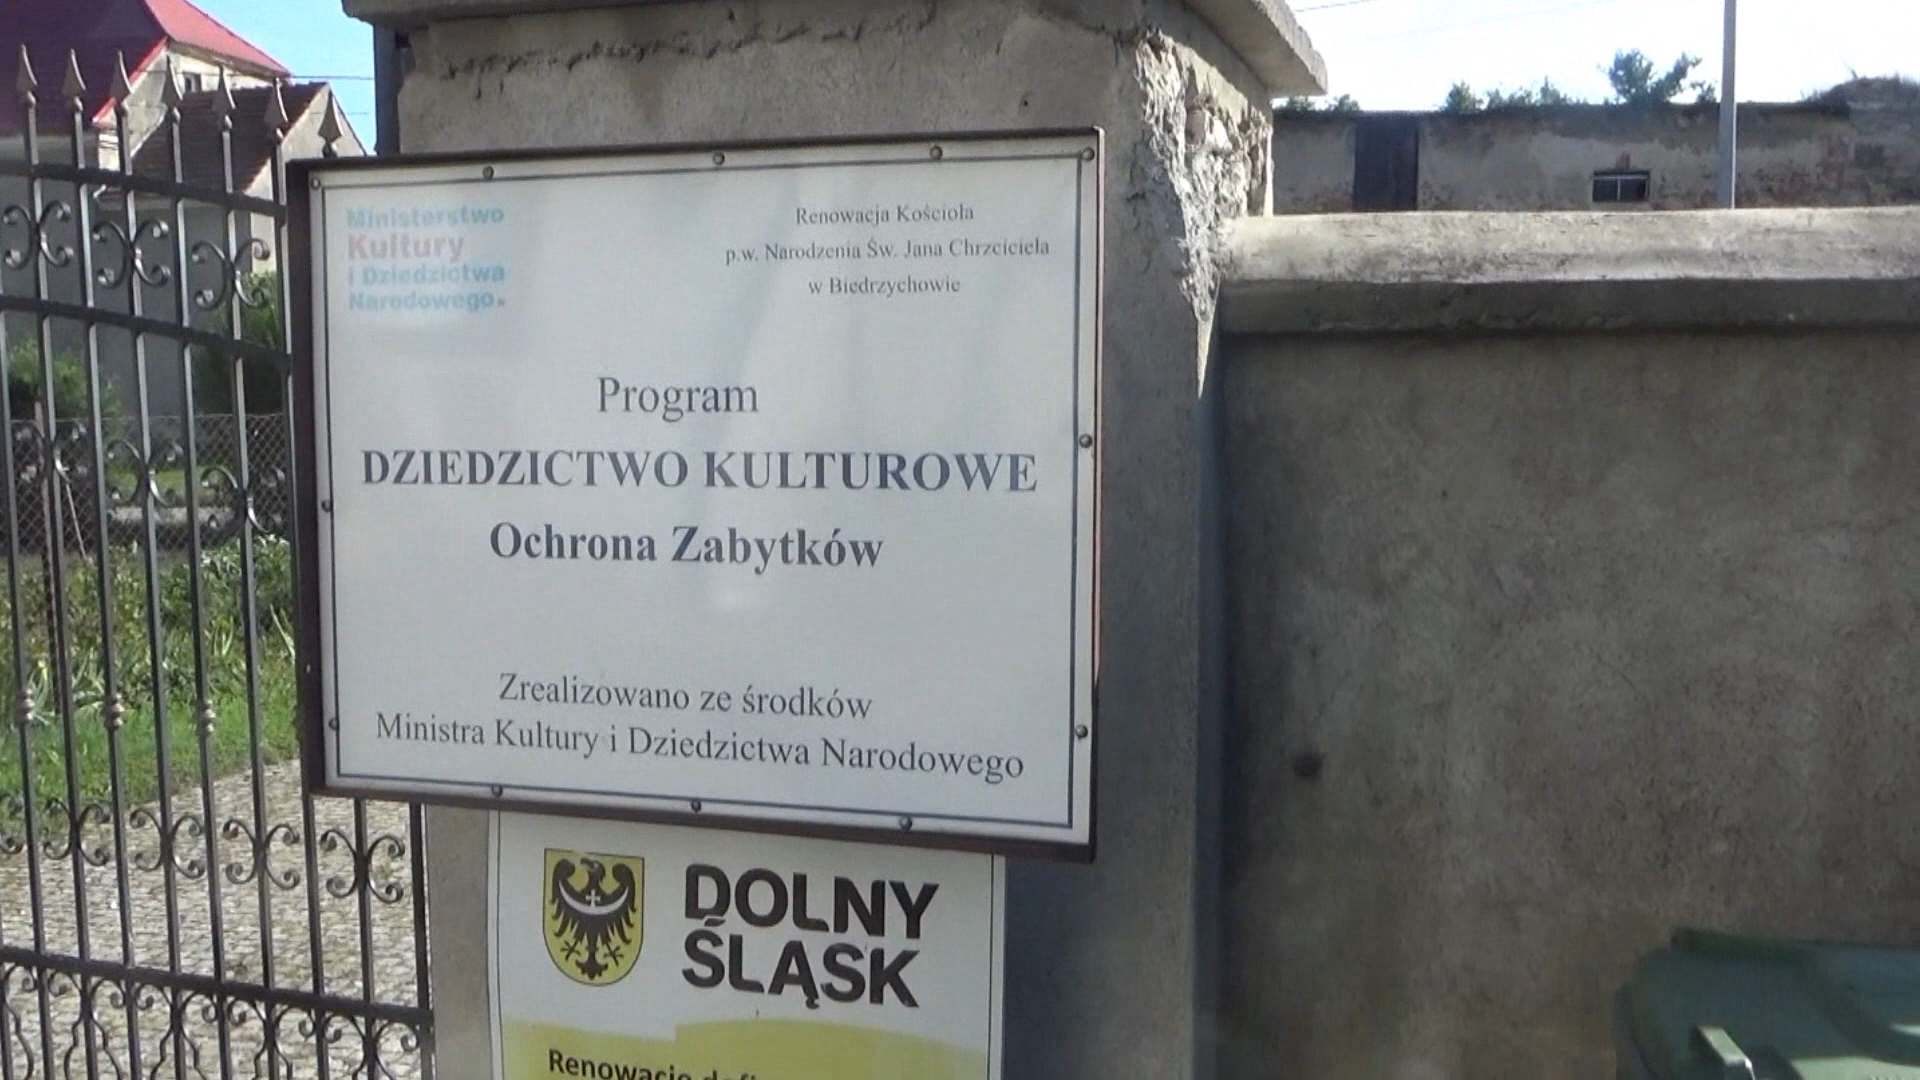 Ministerstwo
Kultury
i Dziedzictwa
Narodowego.
Renowacja Kościoła
p.w. Narodzenia Św. Jana Chrzciciela
w Biedrzychowie
Program
DZIEDZICTWO KULTUROWE
Ochrona Zabytków
Zrealizowano ze środków
Ministra Kultury i Dziedzictwa Narodowego
DOLNY
ŚLĄSK